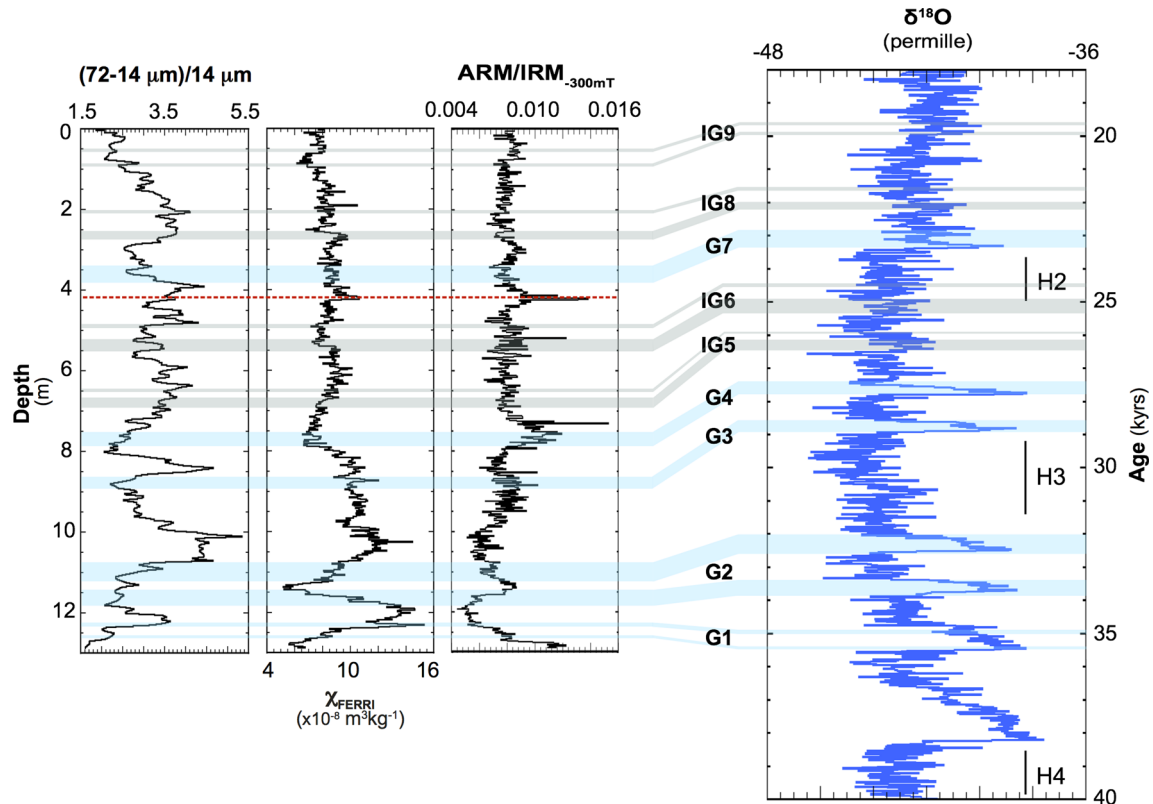 δ¹⁸O
(permille)
-48 -36
(72-14 μm)/14 μm
ARM/IRM-300mT
1.5 3.5 5.5
0.004 0.010 0.016
0
2
4
6
8
10
12
Depth
(m)
4 10 16
χFERRI
(x10⁻⁸ m³kg⁻¹)
IG9
IG8
G7
IG6
IG5
G4
G3
G2
G1
H2
H3
H4
20
25
30
35
40
Age (kyrs)